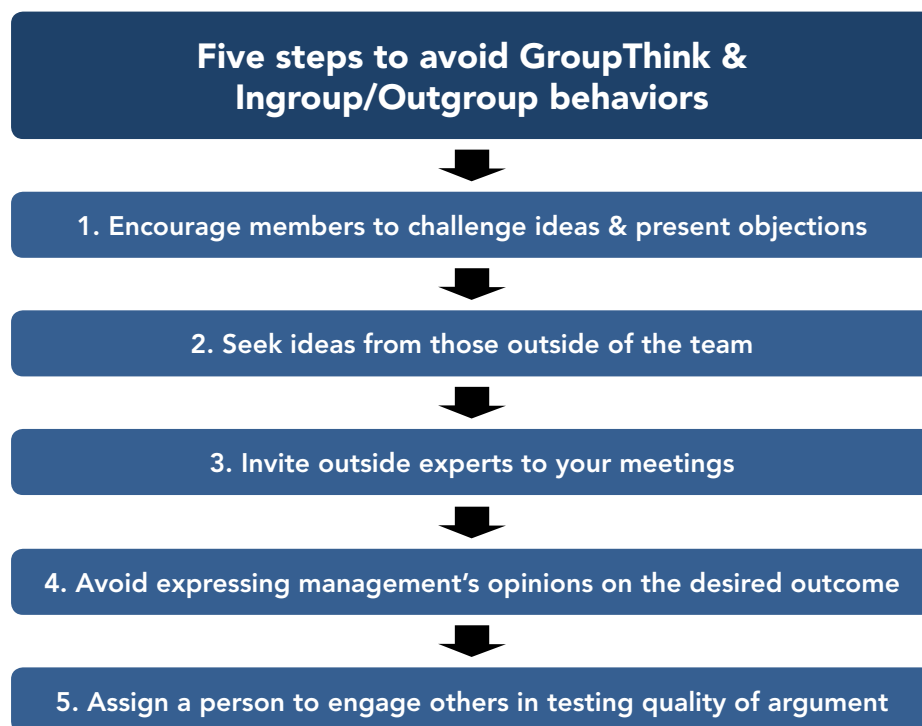 Five steps to avoid GroupThink &
Ingroup/Outgroup behaviors
1. Encourage members to challenge ideas & present objections
2. Seek ideas from those outside of the team
3. Invite outside experts to your meetings
4. Avoid expressing management’s opinions on the desired outcome
5. Assign a person to engage others in testing quality of argument